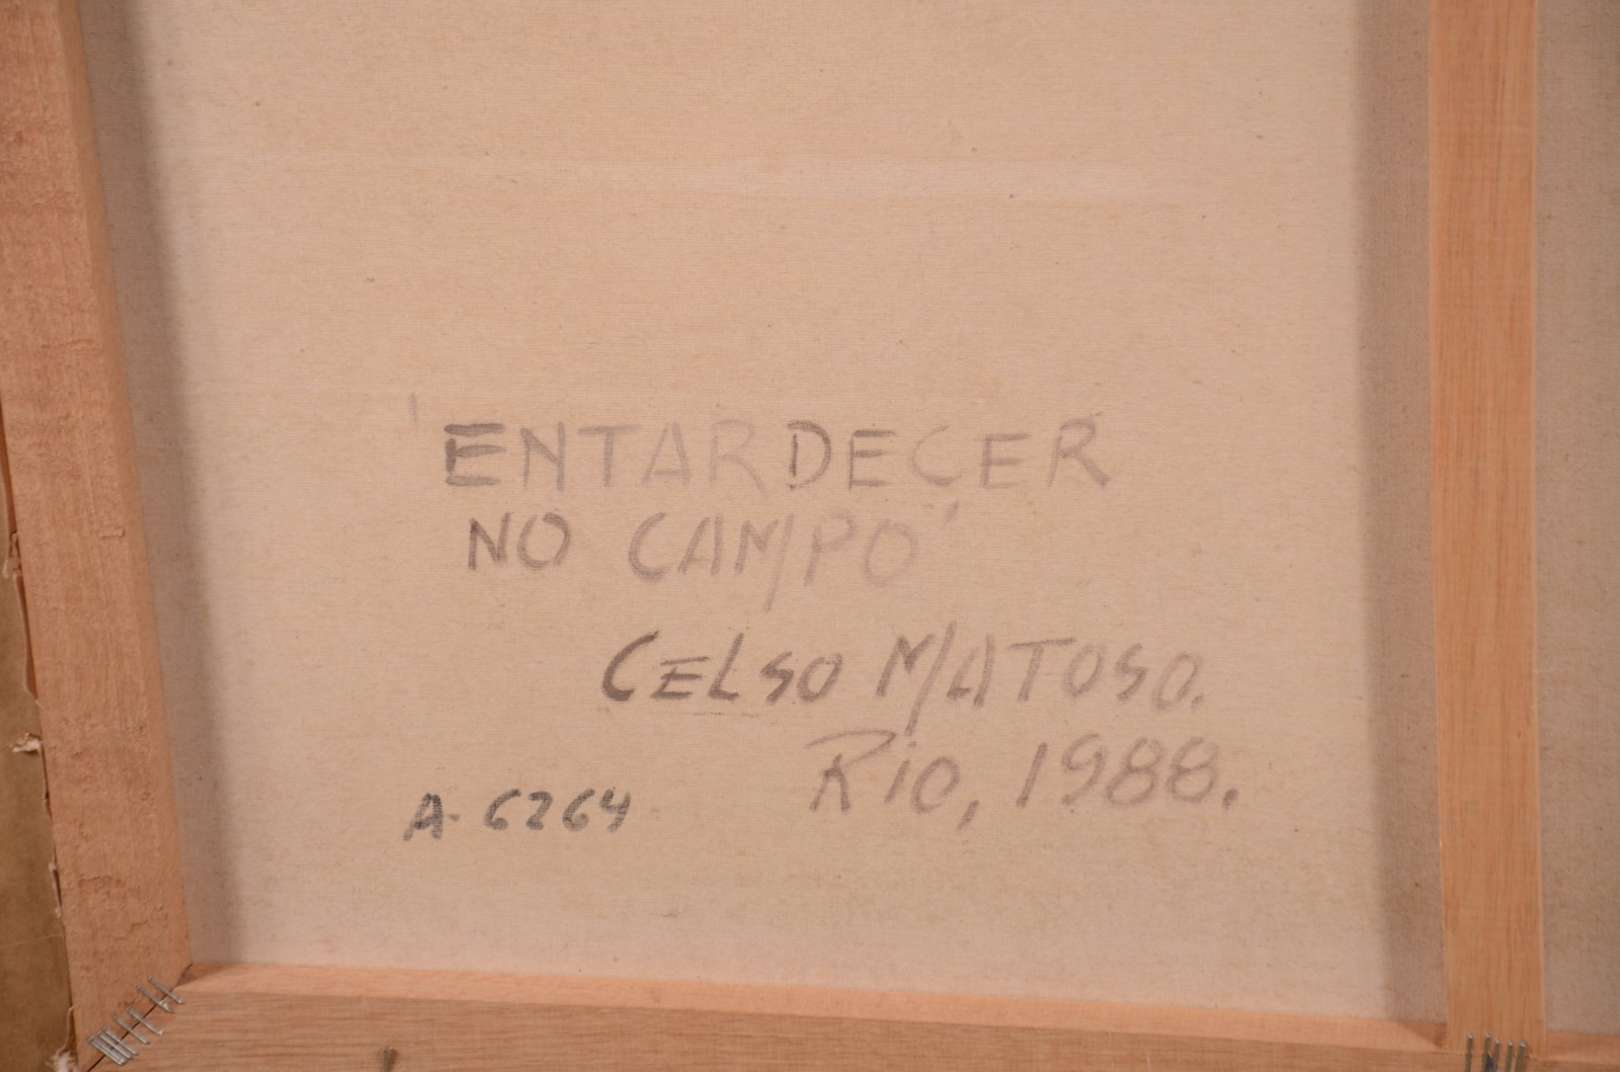 'ENTARDECER
NO CAMPO'
CELSO MATOSO.
RIO, 1988.
A-6264